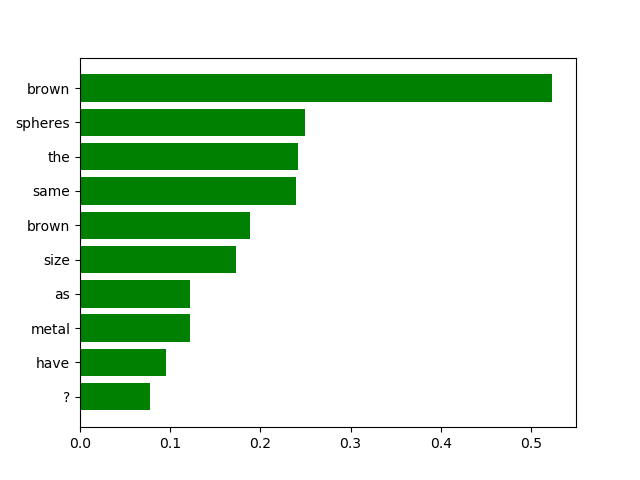 brown
spheres
the
same
brown
size
as
metal
have
?
0.0 0.1 0.2 0.3 0.4 0.5